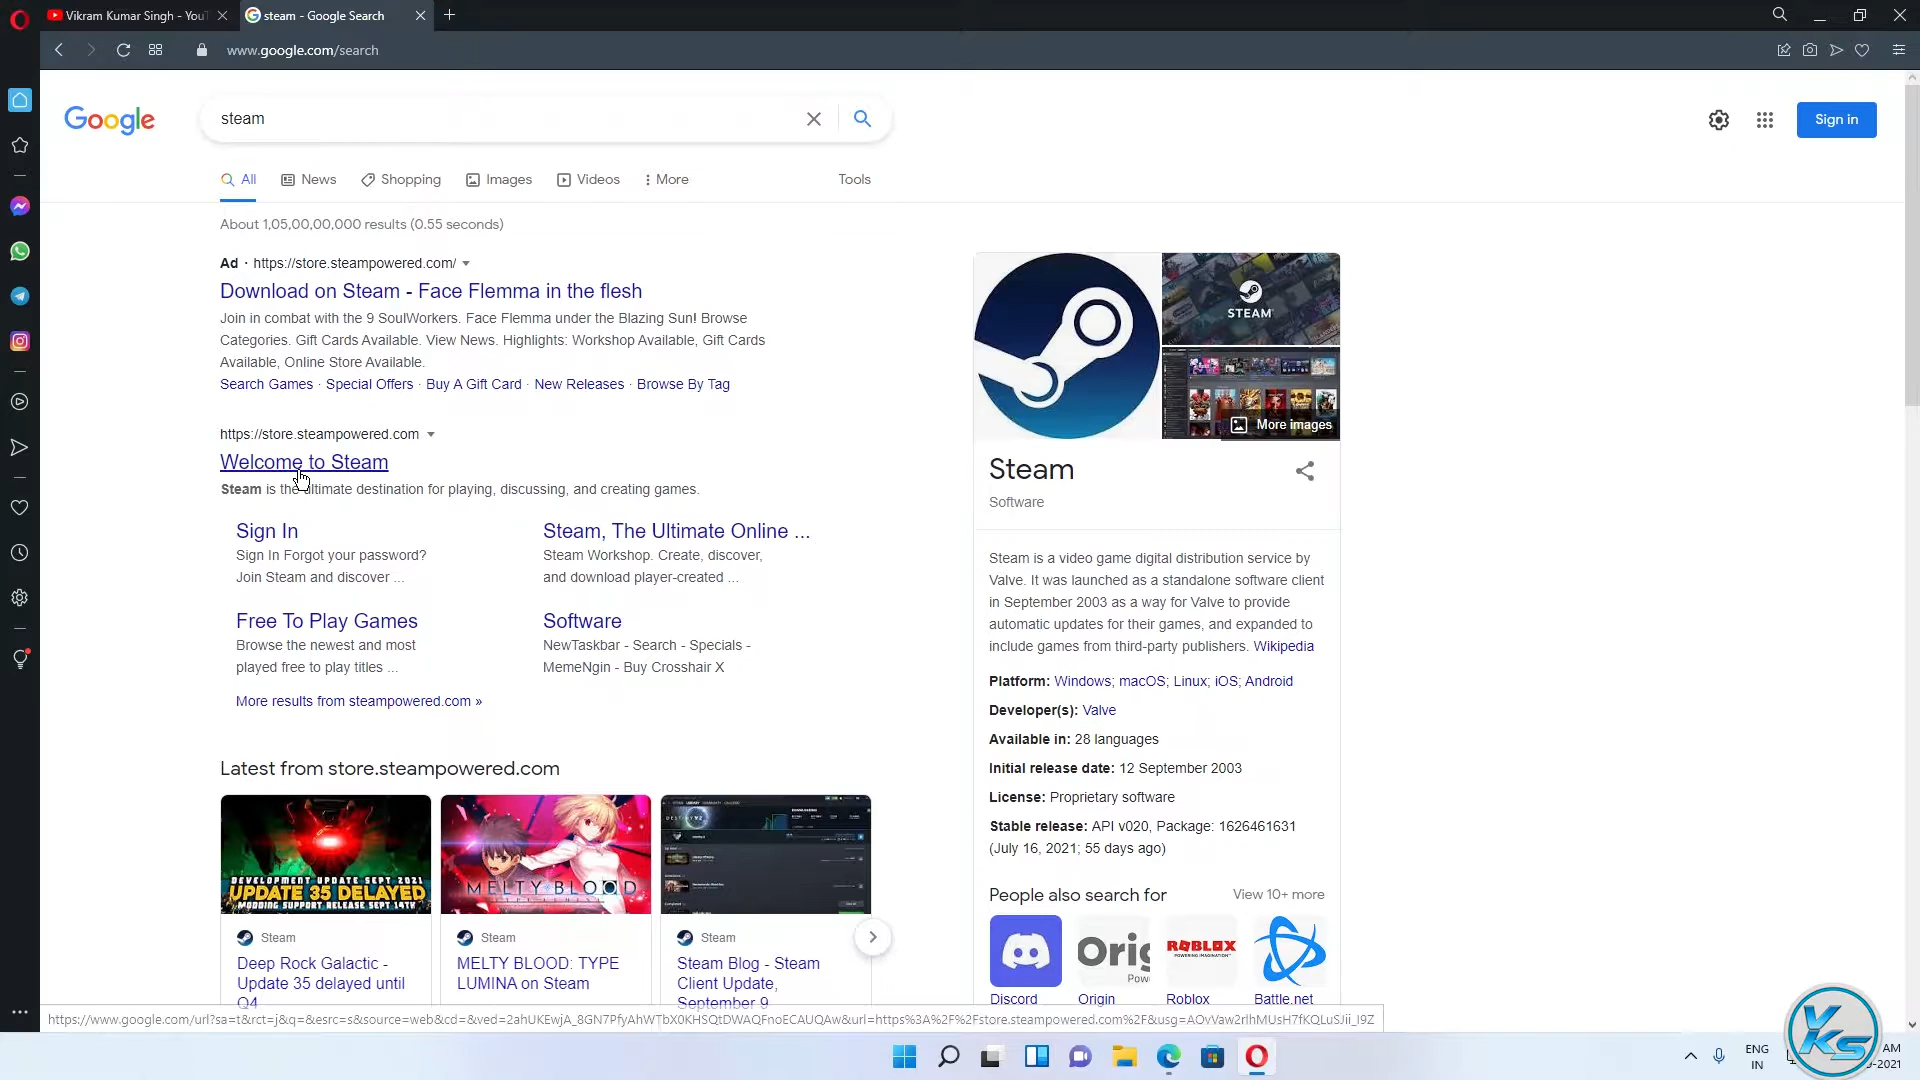 Vikram Kumar Singh - You
steam - Google Search
www.google.com/search
Google
steam
Sign in
All
News
Shopping
Images
Videos
More
Tools
About 1,05,00,00,000 results (0.55 seconds)
Ad · https://store.steampowered.com/
Download on Steam - Face Flemma in the flesh
Join in combat with the 9 SoulWorkers. Face Flemma under the Blazing Sun! Browse
Categories. Gift Cards Available. View News. Highlights: Workshop Available, Gift Cards
Available, Online Store Available.
Search Games · Special Offers · Buy A Gift Card · New Releases · Browse By Tag
https://store.steampowered.com
Welcome to Steam
Steam is the ultimate destination for playing, discussing, and creating games.
Sign In
Sign In Forgot your password?
Join Steam and discover ...
Steam, The Ultimate Online ...
Steam Workshop. Create, discover,
and download player-created ...
Free To Play Games
Browse the newest and most
played free to play titles ...
Software
NewTaskbar - Search - Specials -
MemeNgin - Buy Crosshair X
More results from steampowered.com »
Latest from store.steampowered.com
DEVELOPMENT UPDATE SEPT 2021
UPDATE 35 DELAYED
MODDING SUPPORT RELEASE SEPT 14TH
MELTY BLOOD
Steam
Steam
Steam
Deep Rock Galactic -
Update 35 delayed until
Q4
MELTY BLOOD: TYPE
LUMINA on Steam
Steam Blog - Steam
Client Update,
September 9
STEAM
More images
Steam
Software
Steam is a video game digital distribution service by
Valve. It was launched as a standalone software client
in September 2003 as a way for Valve to provide
automatic updates for their games, and expanded to
include games from third-party publishers. Wikipedia
Platform: Windows; macOS; Linux; iOS; Android
Developer(s): Valve
Available in: 28 languages
Initial release date: 12 September 2003
License: Proprietary software
Stable release: API v020, Package: 1626461631
(July 16, 2021; 55 days ago)
People also search for
View 10+ more
Orig
Pow
ROBLOX
POWERING IMAGINATION
Discord
Origin
Roblox
Battle.net
https://www.google.com/url?sa=t&rct=j&q=&esrc=s&source=web&cd=&ved=2ahUKEwjA_8GN7PfyAhWTbX0KHSQtDWAQFnoECAUQAw&url=https%3A%2F%2Fstore.steampowered.com%2F&usg=AOvVaw2rlhMUsH7fKQLuSJii_I9Z
ENG
IN
AM
-2021
VKS